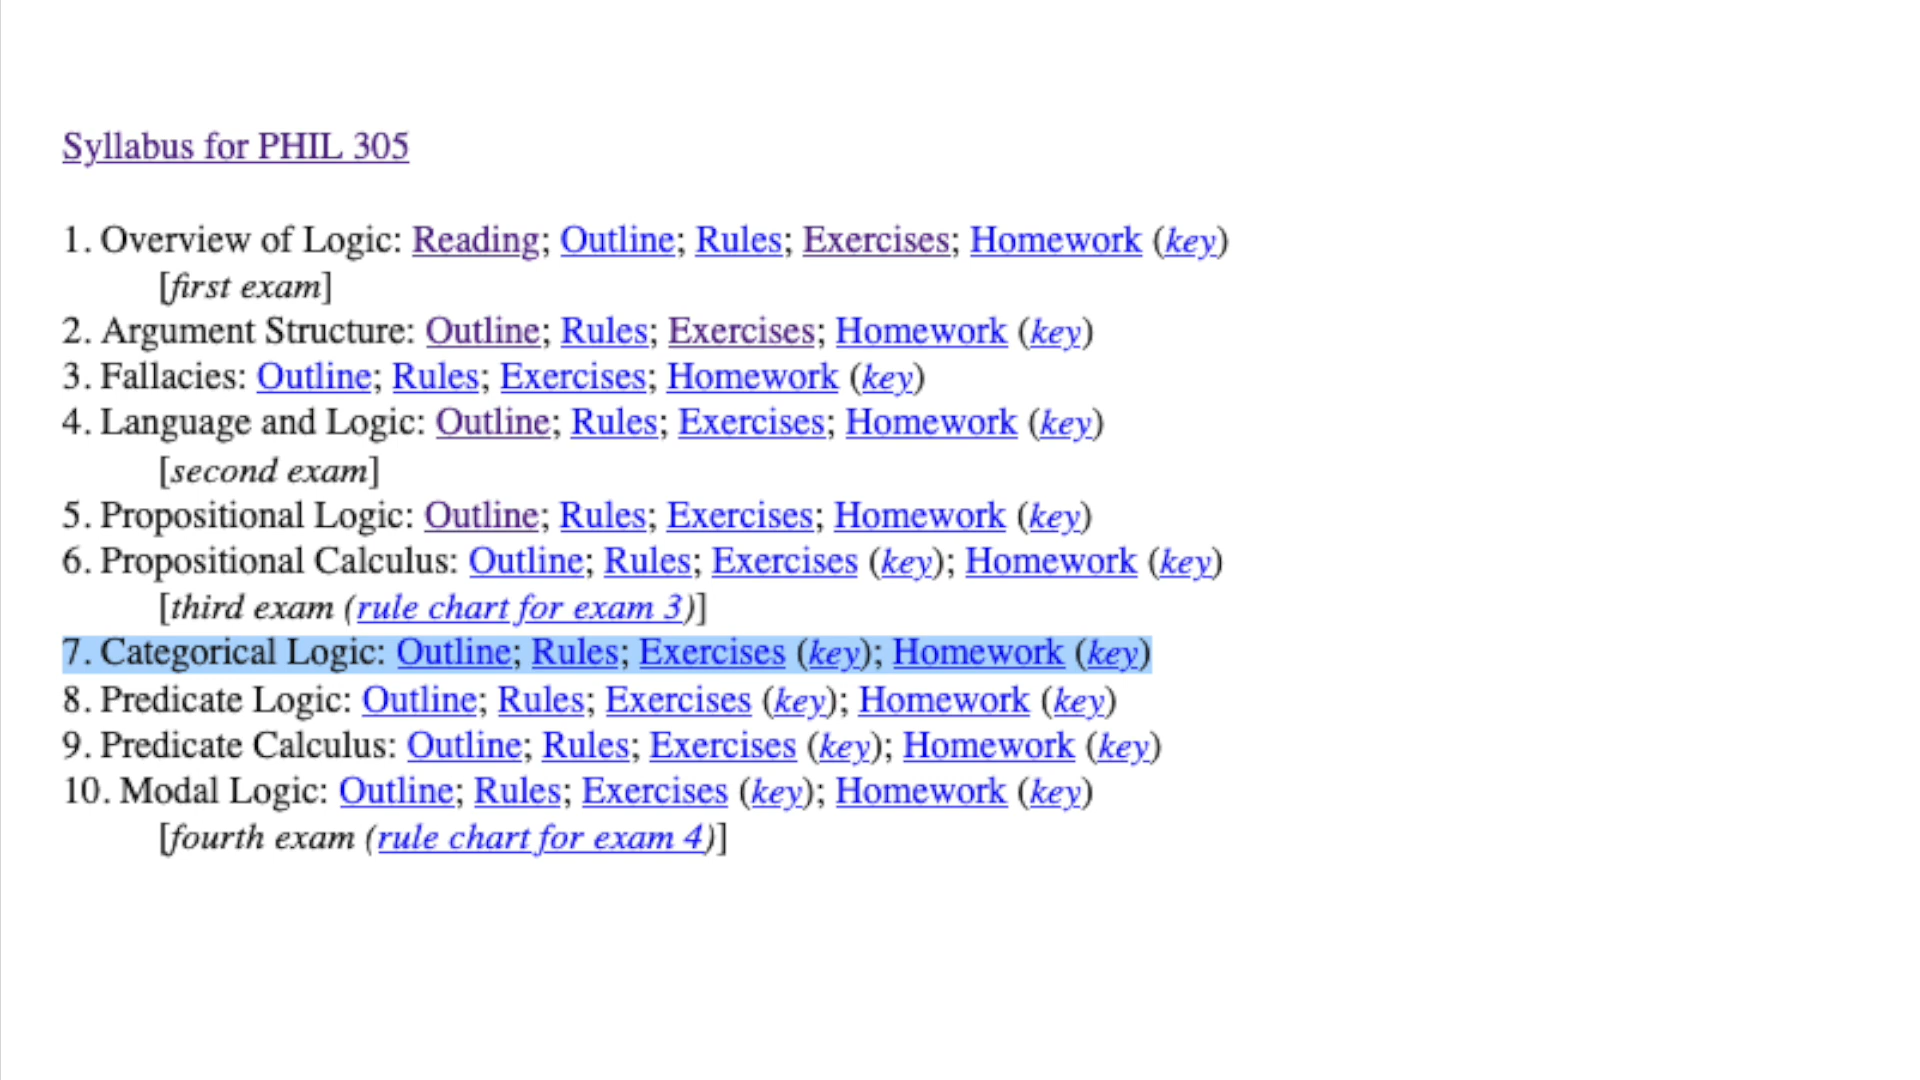 Syllabus for PHIL 305
1. Overview of Logic: Reading; Outline; Rules; Exercises; Homework (key)
[first exam]
2. Argument Structure: Outline; Rules; Exercises; Homework (key)
3. Fallacies: Outline; Rules; Exercises; Homework (key)
4. Language and Logic: Outline; Rules; Exercises; Homework (key)
[second exam]
5. Propositional Logic: Outline; Rules; Exercises; Homework (key)
6. Propositional Calculus: Outline; Rules; Exercises (key); Homework (key)
[third exam (rule chart for exam 3)]
7. Categorical Logic: Outline; Rules; Exercises (key); Homework (key)
8. Predicate Logic: Outline; Rules; Exercises (key); Homework (key)
9. Predicate Calculus: Outline; Rules; Exercises (key); Homework (key)
10. Modal Logic: Outline; Rules; Exercises (key); Homework (key)
[fourth exam (rule chart for exam 4)]